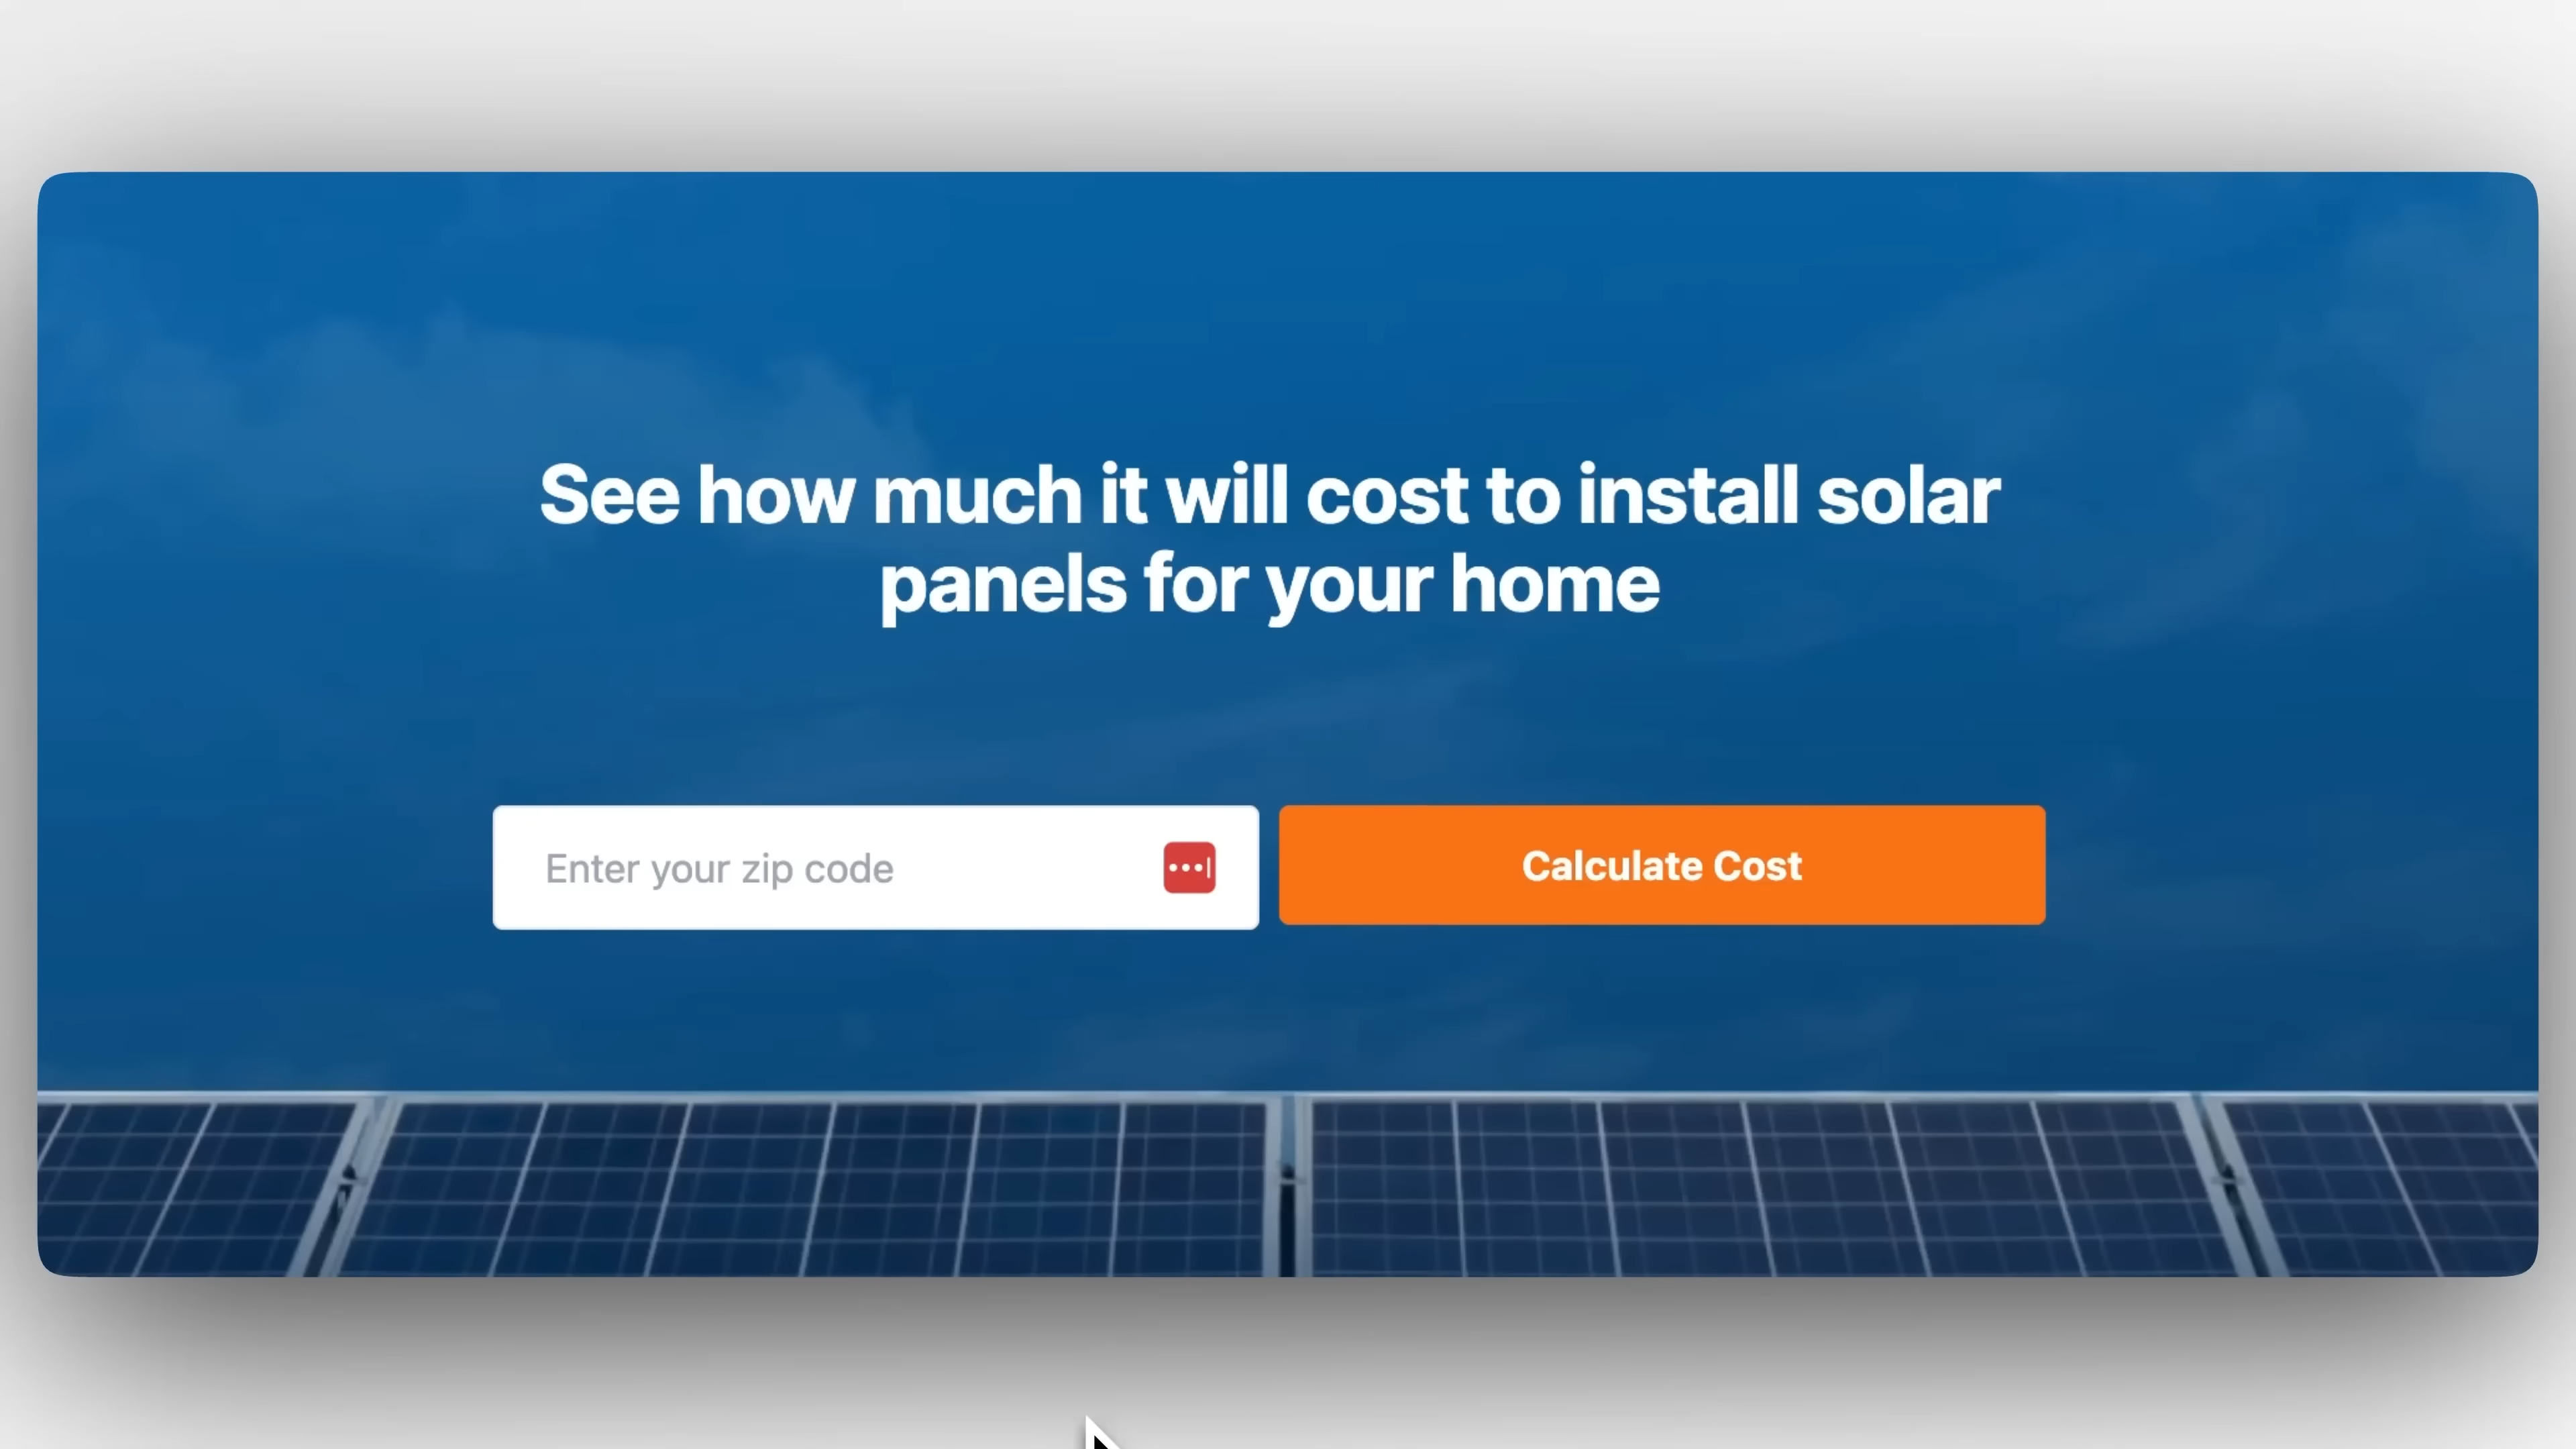 See how much it will cost to install solar
panels for your home
Enter your zip code
Calculate Cost